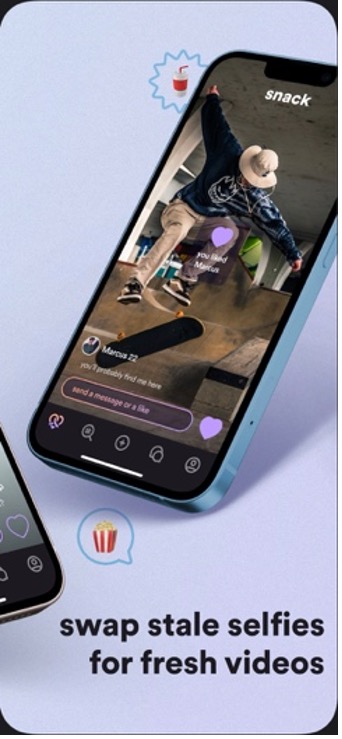 snack
you liked
Marcus
Marcus 22
you'll probably find me here
send a message or a like
swap stale selfies
for fresh videos